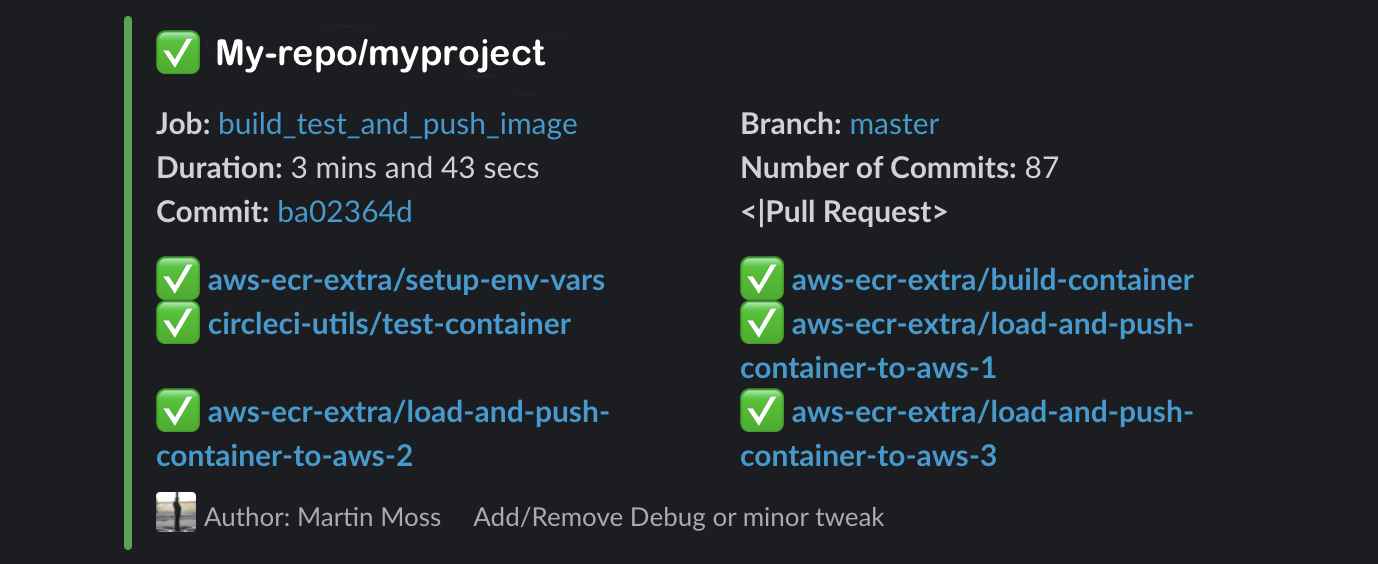 My-repo/myproject
Job: build_test_and_push_image
Branch: master
Duration: 3 mins and 43 secs
Number of Commits: 87
Commit: ba02364d
<|Pull Request>
aws-ecr-extra/setup-env-vars
aws-ecr-extra/build-container
circleci-utils/test-container
aws-ecr-extra/load-and-push-
container-to-aws-1
aws-ecr-extra/load-and-push-
container-to-aws-2
aws-ecr-extra/load-and-push-
container-to-aws-3
Author: Martin Moss
Add/Remove Debug or minor tweak